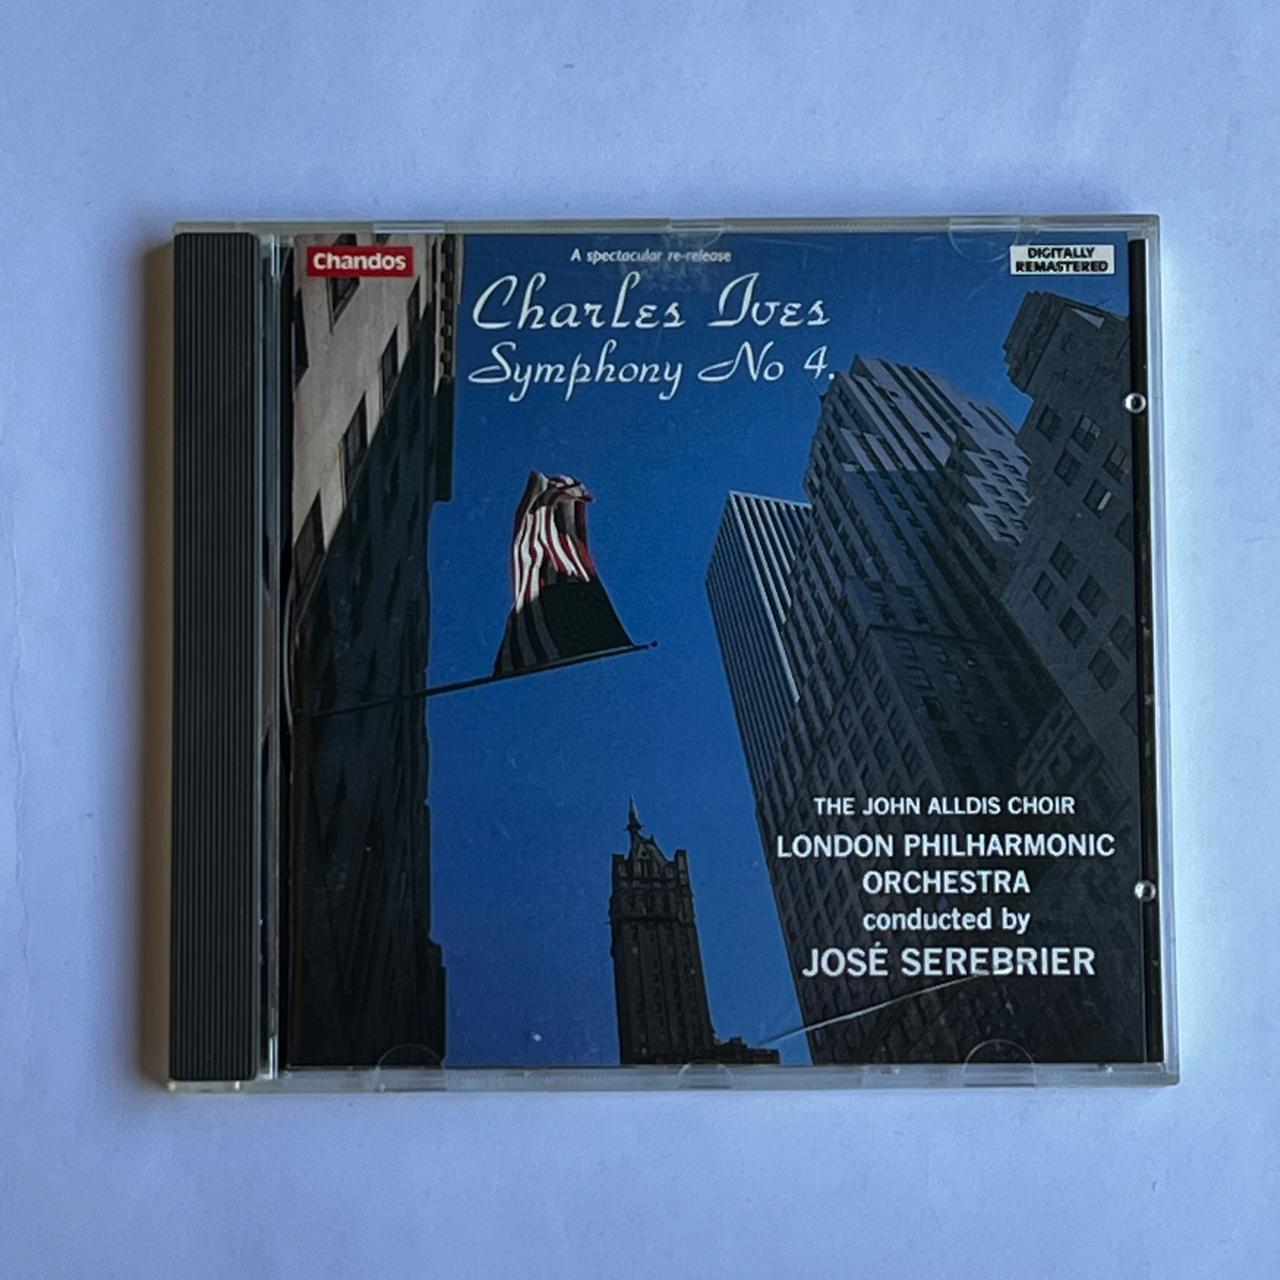 Chandos
A spectacular re-release
DIGITALLY
REMASTERED
Charles Ives
Symphony No 4.
THE JOHN ALLDIS CHOIR
LONDON PHILHARMONIC
ORCHESTRA
conducted by
JOSÉ SEREBRIER